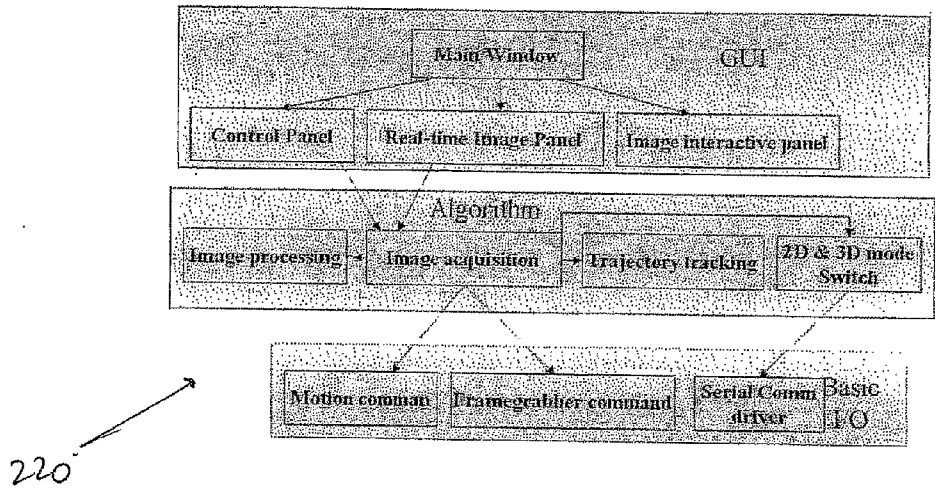 Main Window
GUI
Control Panel
Real-time Image Panel
Image interactive panel
Algorithm
Image processing
Image acquisition
Trajectory tracking
2D & 3D mode
Switch
Motion comman
Framegrabber command
Serial Comm
driver
Basic
I/O
220